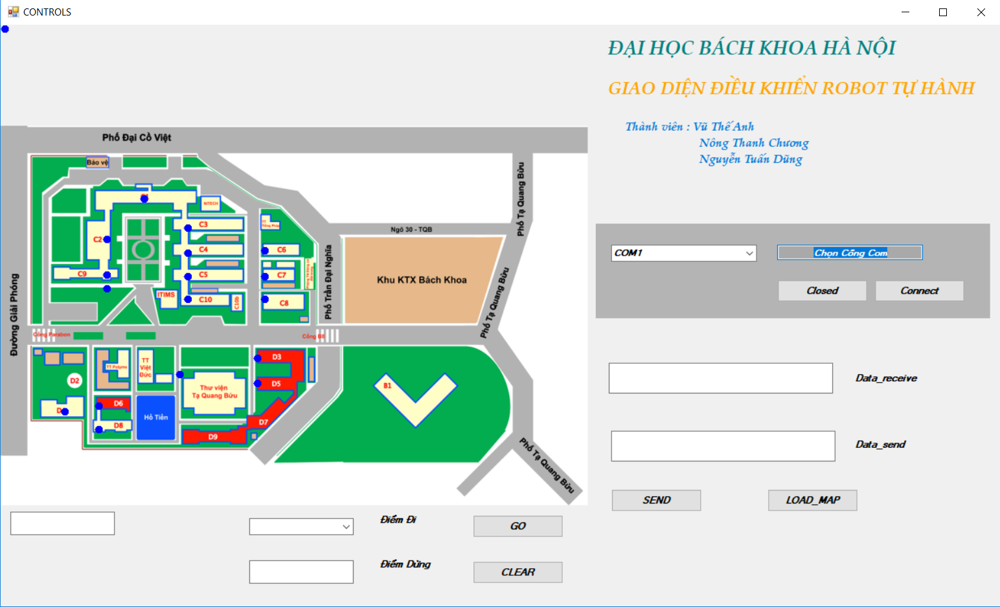 CONTROLS
ĐẠI HỌC BÁCH KHOA HÀ NỘI
GIAO DIỆN ĐIỀU KHIỂN ROBOT TỰ HÀNH
Thành viên : Vũ Thế Anh
Nông Thanh Chương
Nguyễn Tuấn Dũng
Phố Đại Cồ Việt
Bảo vệ
Phố Tạ Quang Bửu
NITECH
C3
TT
Tiếng Pháp
Ngõ 30 - TQB
C2
C4
C6
Phố Trần Đại Nghĩa
C9
C5
C7
Khu KTX Bách Khoa
Phố Tạ Quang Bửu
Đường Giải Phóng
ITIMS
C10
C10b
C8
Cổng Parabon
Cổng B8
D3
TT Polyme
TT
Việt
Đức
D2
D5
Thư viện
Tạ Quang Bửu
B1
D6
Hồ Tiền
D8
D7
D9
Phố Tạ Quang Bửu
COM1
Chọn Cổng Com
Closed
Connect
Data_receive
Data_send
SEND
LOAD_MAP
Điểm Đi
GO
Điểm Dừng
CLEAR